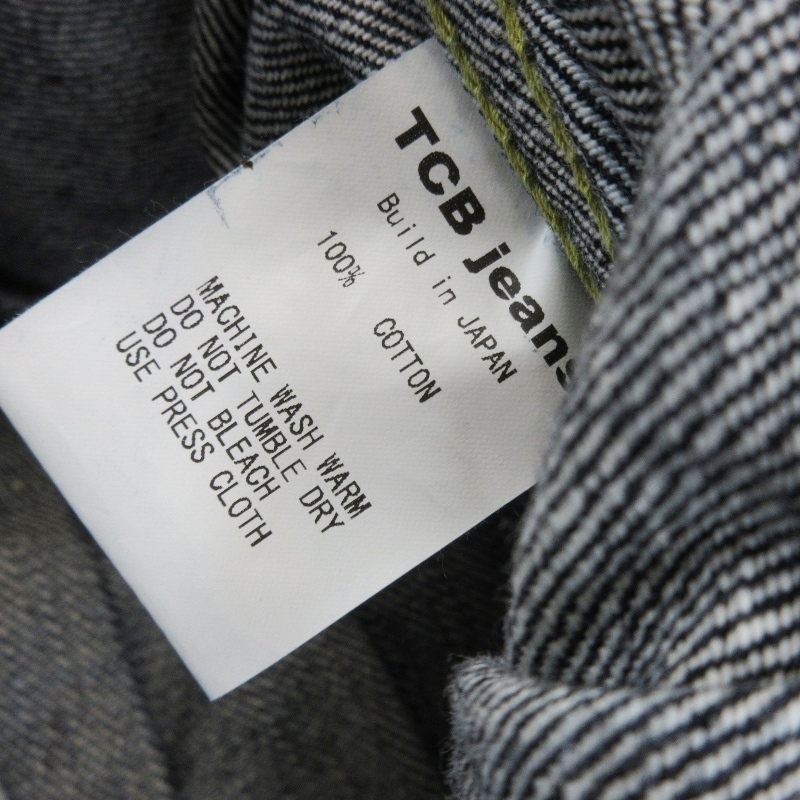 TCB jeans
Build in JAPAN
100% COTTON
MACHINE WASH WARM
DO NOT TUMBLE DRY
DO NOT BLEACH
USE PRESS CLOTH